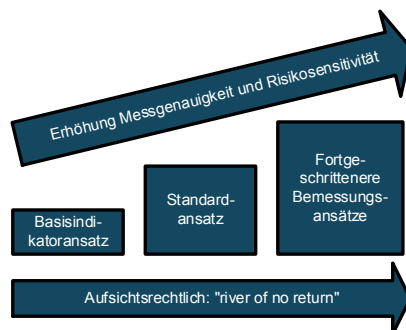 Erhöhung Messgenauigkeit und Risikosensitivität
Basisindi-
katoransatz
Standard-
ansatz
Fortge-
schrittenere
Bemessungs-
ansätze
Aufsichtsrechtlich: "river of no return"